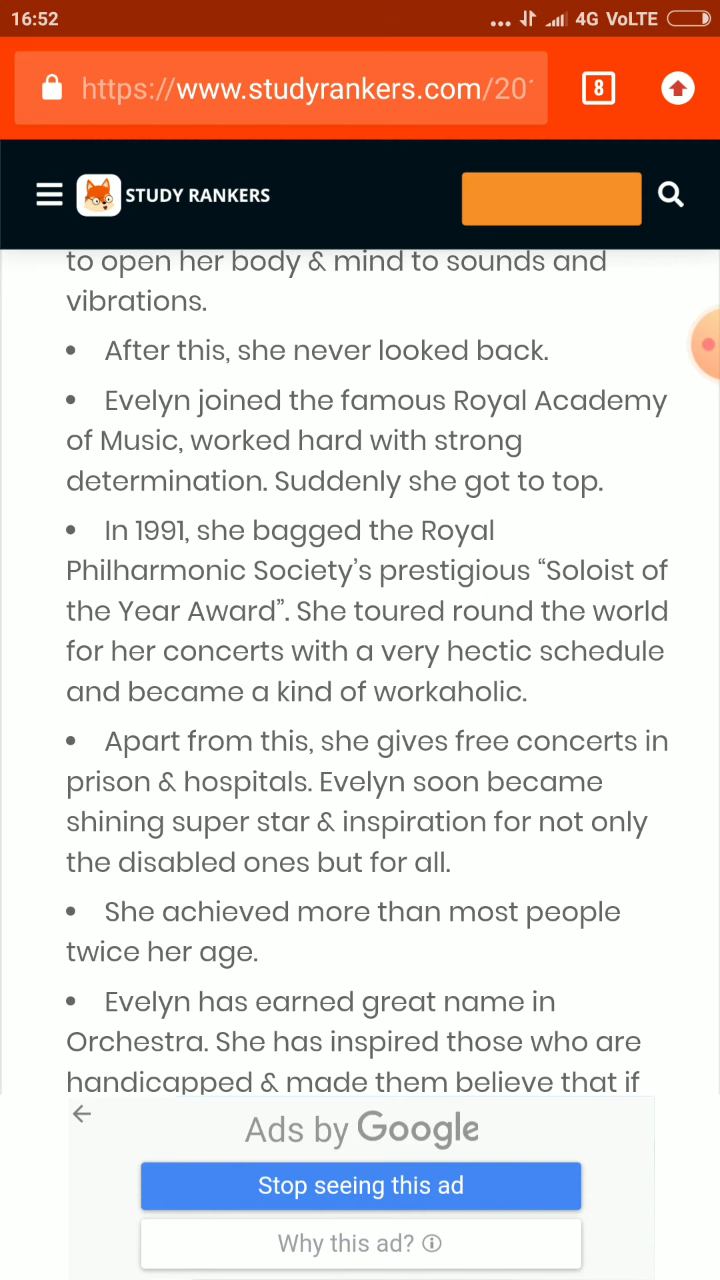 16:52
... 4G VoLTE
https://www.studyrankers.com/20
8
STUDY RANKERS
to open her body & mind to sounds and
vibrations.
• After this, she never looked back.
• Evelyn joined the famous Royal Academy
of Music, worked hard with strong
determination. Suddenly she got to top.
• In 1991, she bagged the Royal
Philharmonic Society's prestigious “Soloist of
the Year Award”. She toured round the world
for her concerts with a very hectic schedule
and became a kind of workaholic.
• Apart from this, she gives free concerts in
prison & hospitals. Evelyn soon became
shining super star & inspiration for not only
the disabled ones but for all.
• She achieved more than most people
twice her age.
• Evelyn has earned great name in
Orchestra. She has inspired those who are
handicapped & made them believe that if
Ads by Google
Stop seeing this ad
Why this ad?